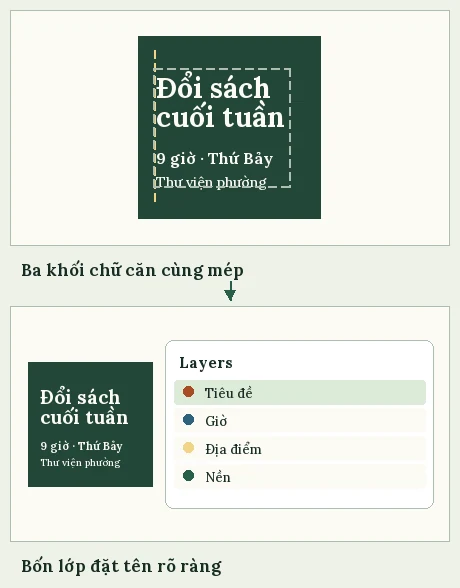 Đổi sách
cuối tuần
9 giờ · Thứ Bảy
Thư viện phường
Ba khối chữ căn cùng mép
Đổi sách
cuối tuần
9 giờ · Thứ Bảy
Thư viện phường
Layers
Tiêu đề
Giờ
Địa điểm
Nền
Bốn lớp đặt tên rõ ràng